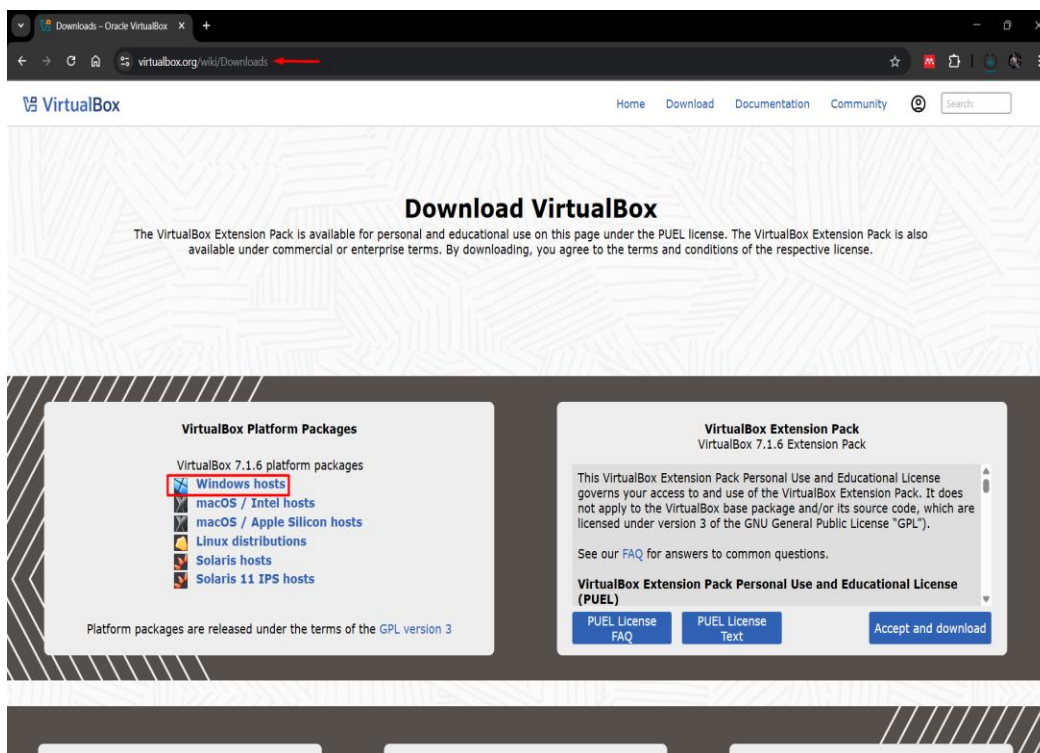 Downloads – Oracle VirtualBox
virtualbox.org/wiki/Downloads
VirtualBox
Home Download Documentation Community Search:
Download VirtualBox
The VirtualBox Extension Pack is available for personal and educational use on this page under the PUEL license. The VirtualBox Extension Pack is also
available under commercial or enterprise terms. By downloading, you agree to the terms and conditions of the respective license.
VirtualBox Platform Packages
VirtualBox 7.1.6 platform packages
Windows hosts
macOS / Intel hosts
macOS / Apple Silicon hosts
Linux distributions
Solaris hosts
Solaris 11 IPS hosts
Platform packages are released under the terms of the GPL version 3
VirtualBox Extension Pack
VirtualBox 7.1.6 Extension Pack
This VirtualBox Extension Pack Personal Use and Educational License
governs your access to and use of the VirtualBox Extension Pack. It does
not apply to the VirtualBox base package and/or its source code, which are
licensed under version 3 of the GNU General Public License "GPL").
See our FAQ for answers to common questions.
VirtualBox Extension Pack Personal Use and Educational License
(PUEL)
PUEL License
FAQ
PUEL License
Text
Accept and download